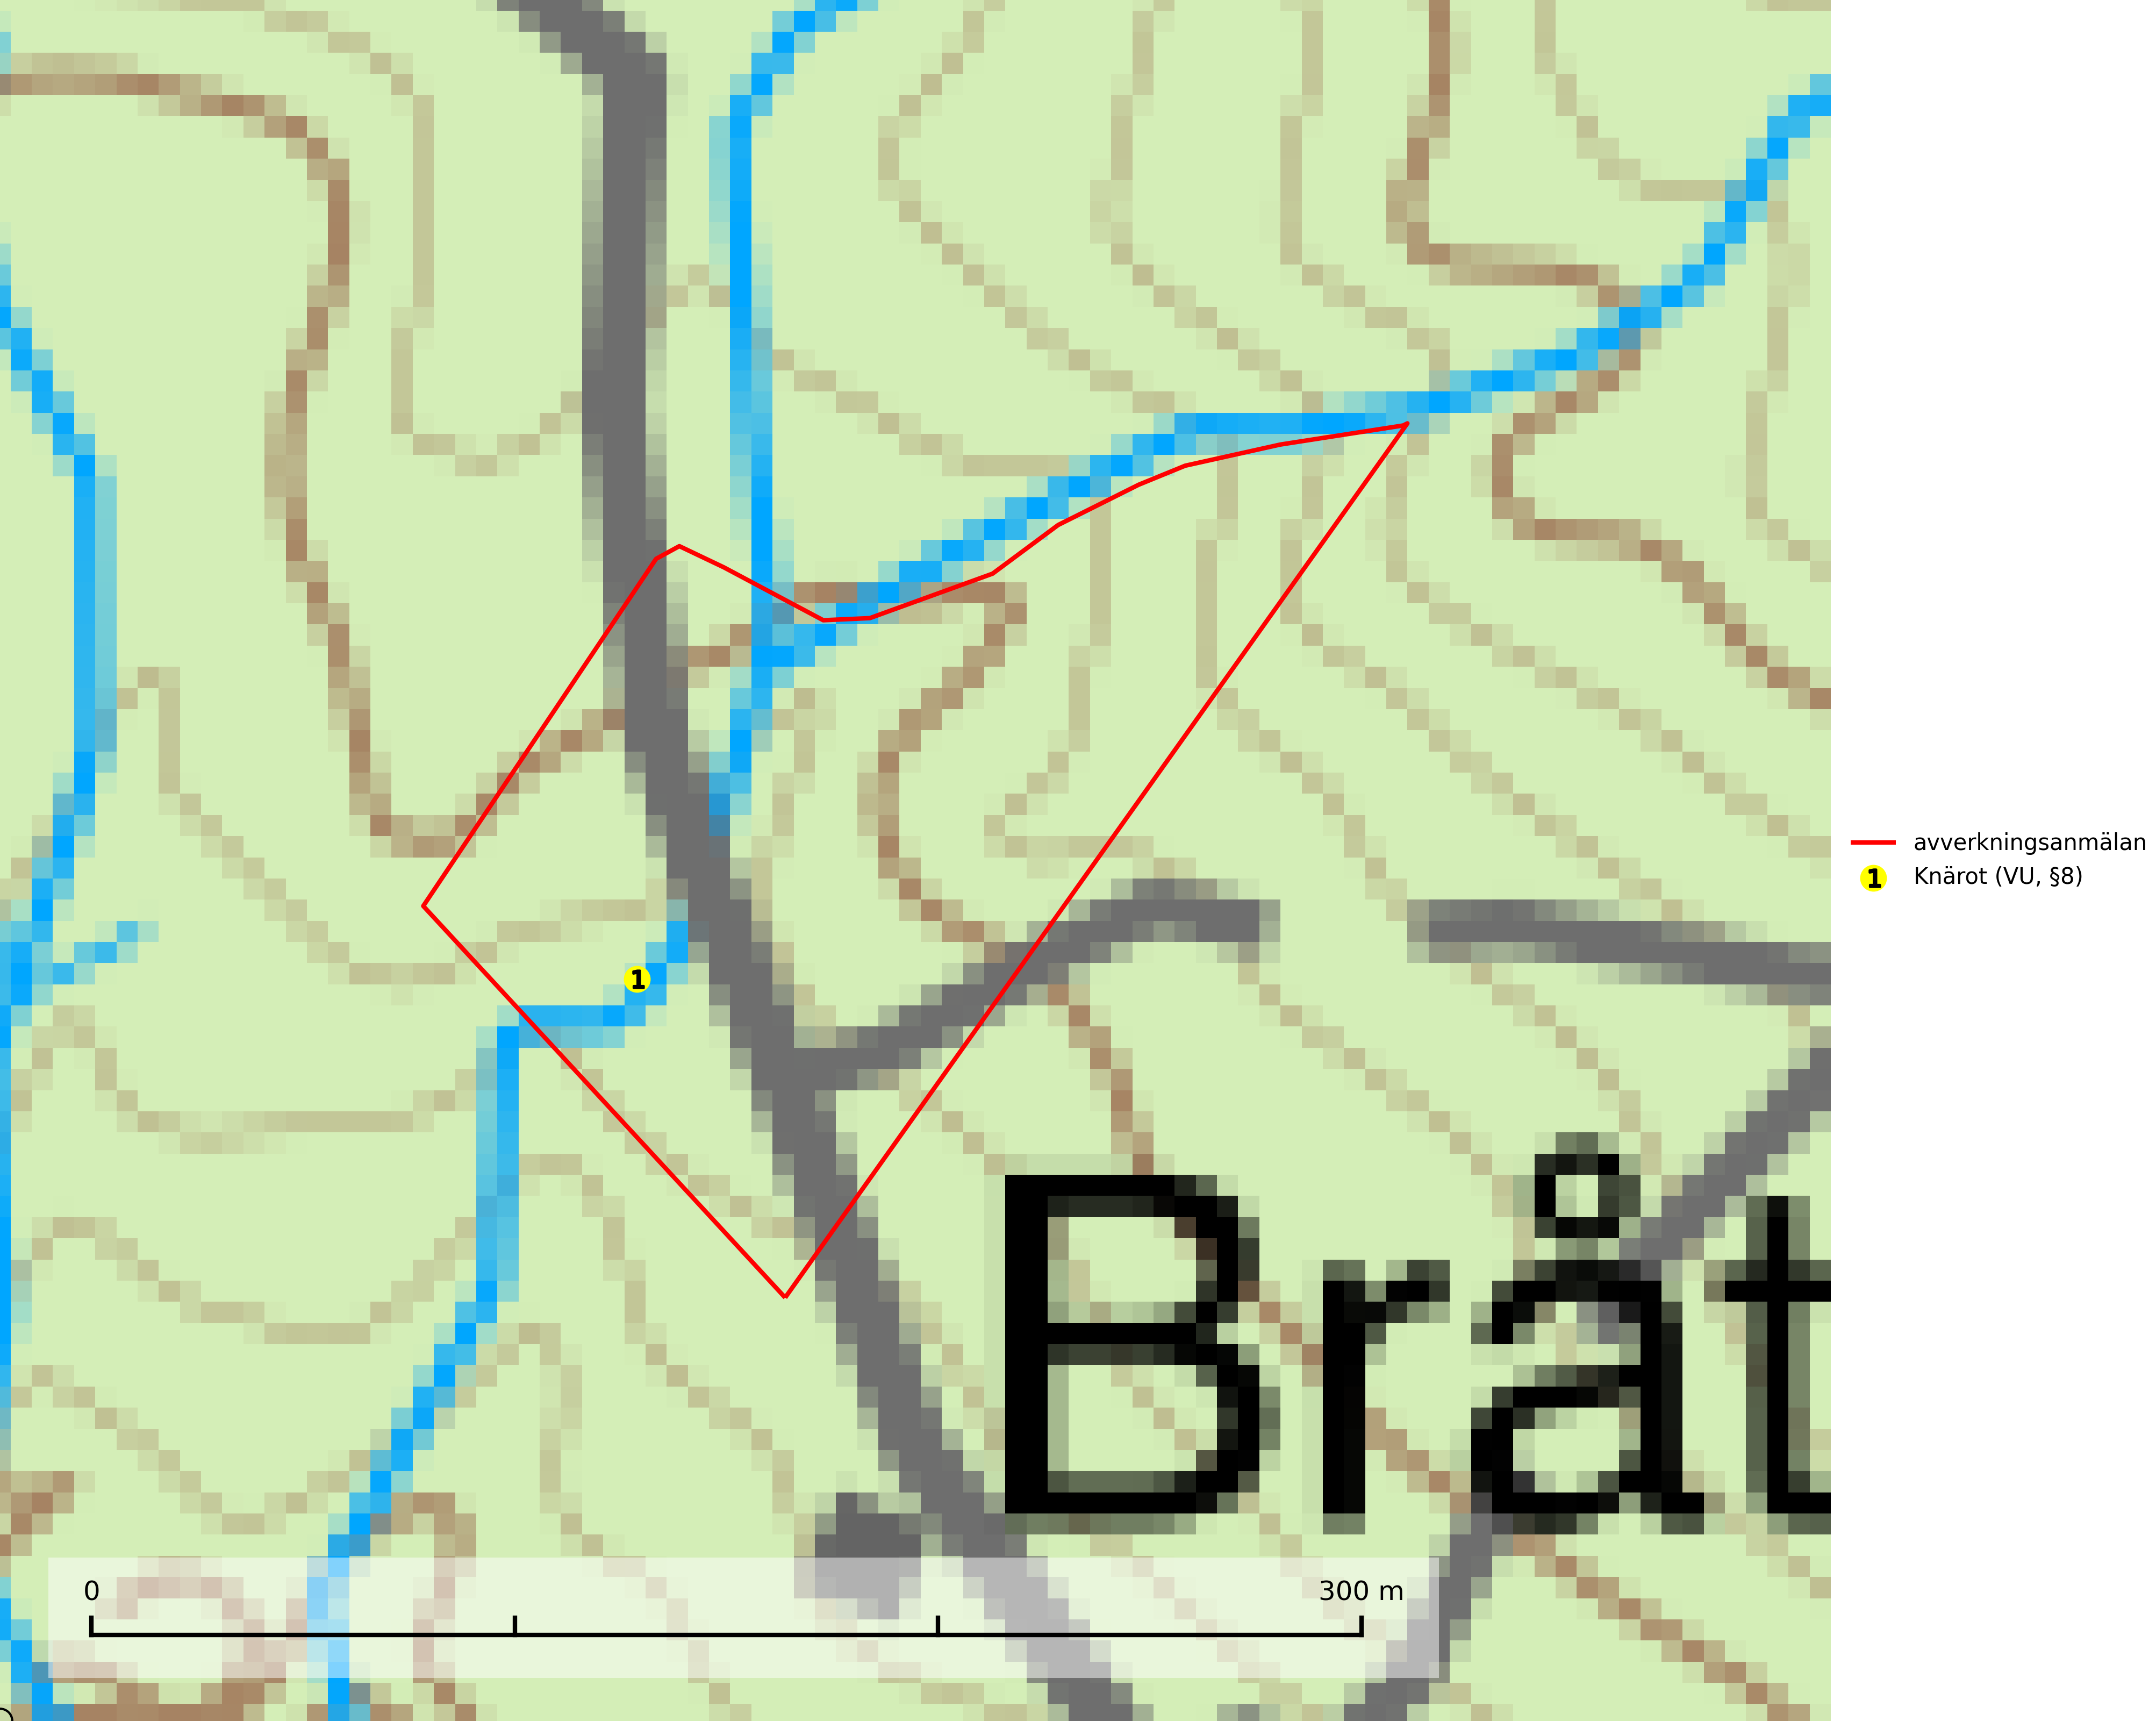 avverkningsanmälan
1 Knärot (VU, §8)
1
Bråt
0 300 m